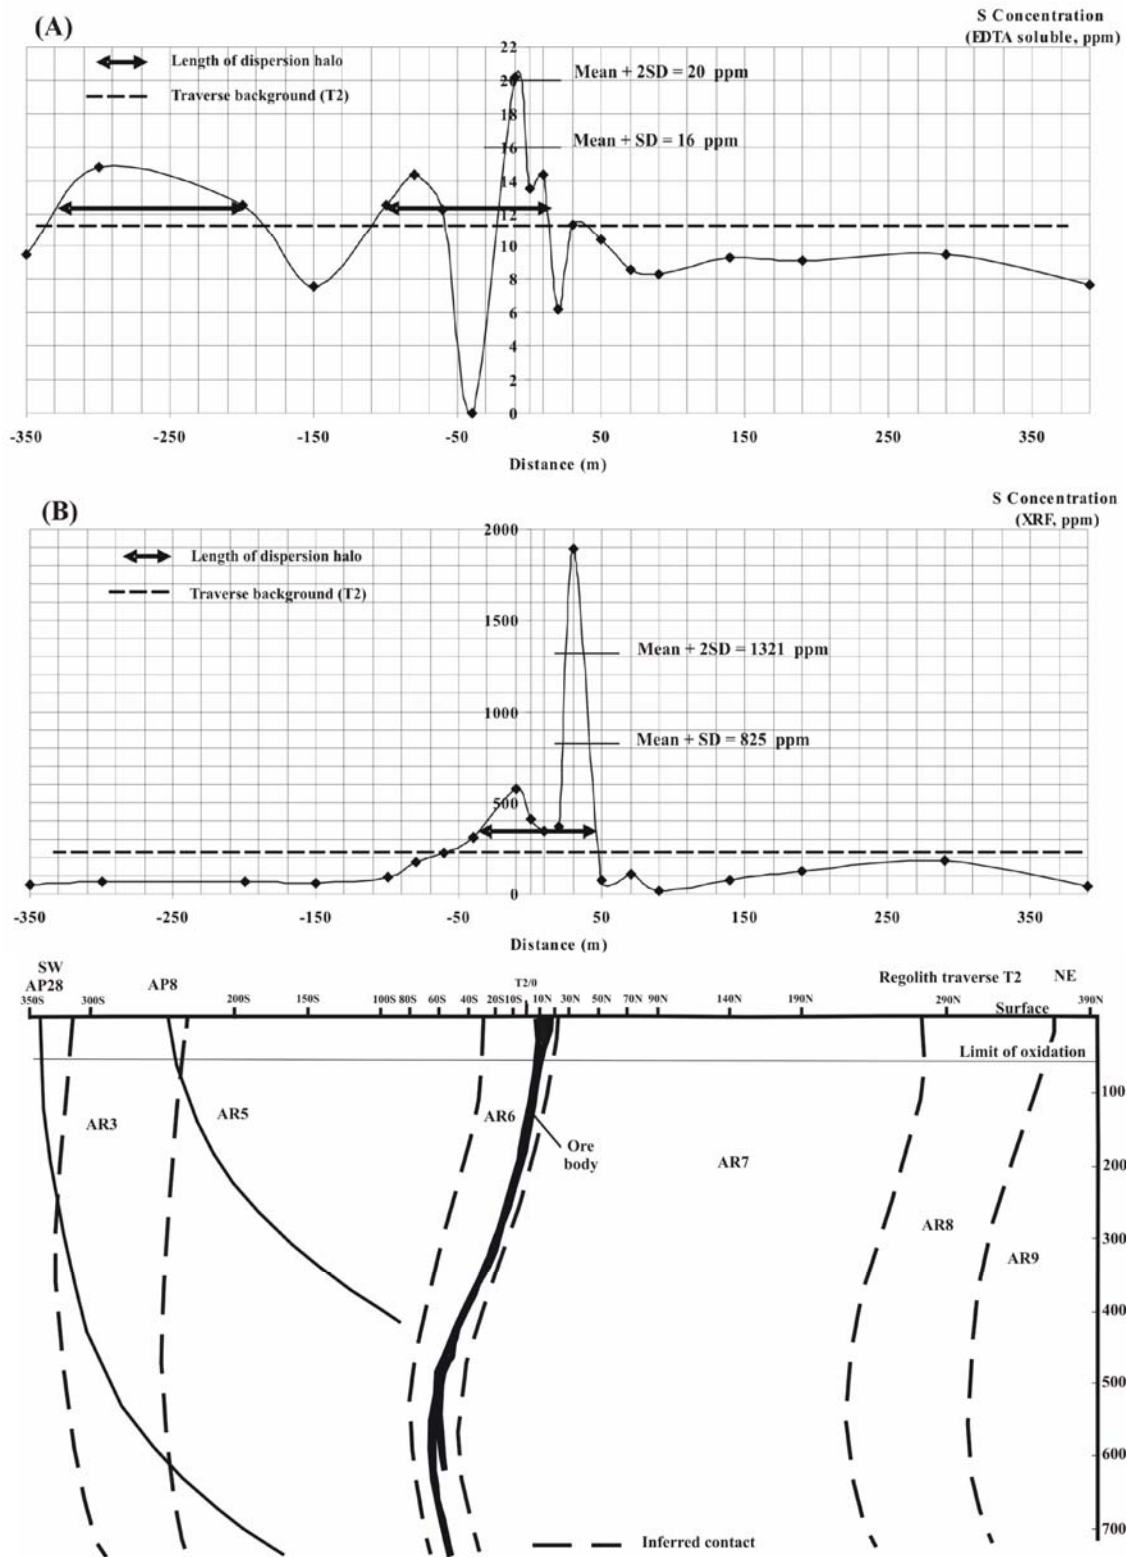 (A)
S Concentration
(EDTA soluble, ppm)
Length of dispersion halo
Traverse background (T2)
Mean + 2SD = 20 ppm
Mean + SD = 16 ppm
22
20
18
16
14
12
10
8
6
4
2
0
-350 -250 -150 -50 50 150 250 350
Distance (m)
(B)
S Concentration
(XRF, ppm)
Length of dispersion halo
Traverse background (T2)
Mean + 2SD = 1321 ppm
Mean + SD = 825 ppm
2000
1500
1000
500
0
-350 -250 -150 -50 50 150 250 350
Distance (m)
SW
AP28 AP8 T2/0 Regolith traverse T2 NE
350S 300S 200S 150S 100S 80S 60S 40S 20S 10S 10N 30N 50N 70N 90N 140N 190N 290N 390N
Surface
Limit of oxidation
100
AR3 AR5 AR6
Ore
body
AR7
200
AR8
300
AR9
400
500
600
700
Inferred contact